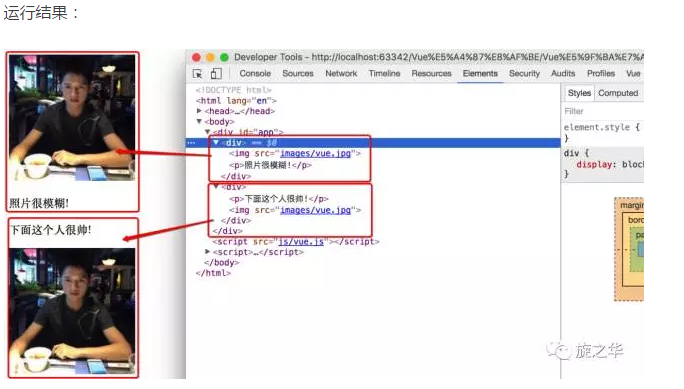 运行结果：
Developer Tools - http://localhost:63342/Vue%E5%A4%87%E8%AF%BE/Vue%E5%9F%BA%E7%A
Console Sources Network Timeline Resources Elements Security Audits Profiles Vue
<!DOCTYPE html>
<html lang="en">
<head>…</head>
<body>
<div id="app">
<div> == $0
<img src="images/vue.jpg">
<p>照片很模糊!</p>
</div>
<div>
<p>下面这个人很帅!</p>
<img src="images/vue.jpg">
</div>
</div>
<script src="js/vue.js"></script>
<script>…</script>
</body>
</html>
Styles Computed
Filter
element.style {
}
div {
display: bloc
}
margin
bor
pa
照片很模糊!
下面这个人很帅!
旋之华